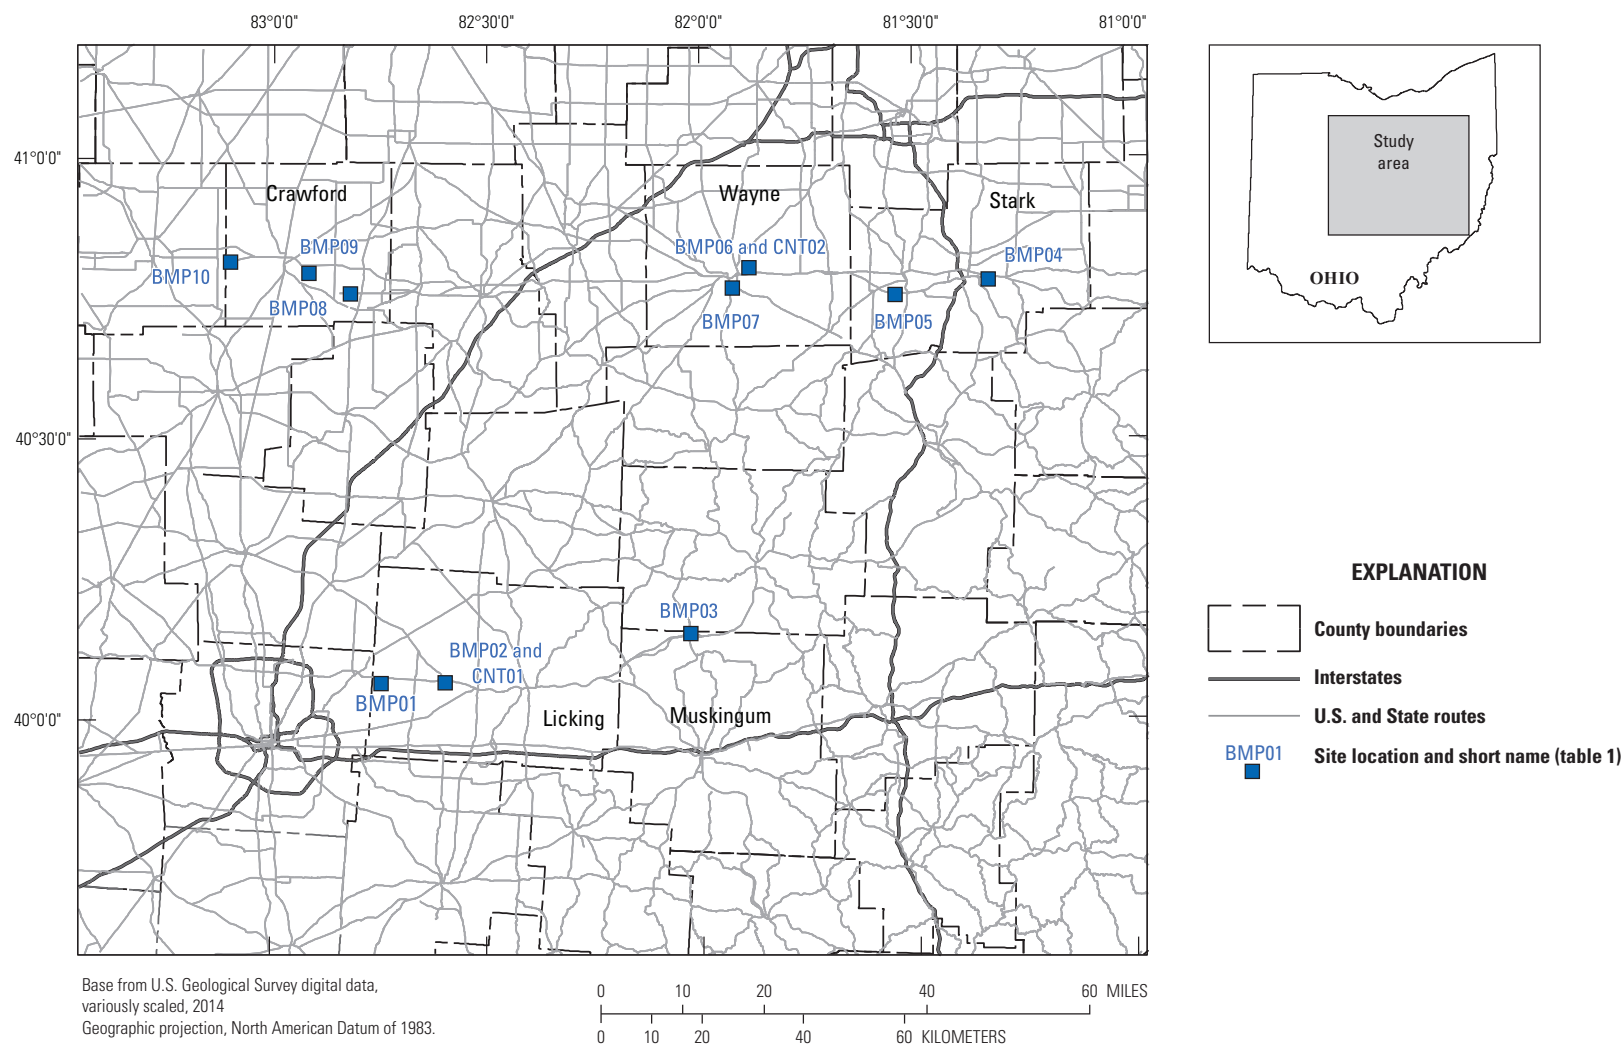 83°0'0" 82°30'0" 82°0'0" 81°30'0" 81°0'0"
41°0'0"
40°30'0"
40°0'0"
Crawford
Wayne
Stark
BMP09
BMP10
BMP08
BMP06 and CNT02
BMP07
BMP04
BMP05
BMP03
BMP02 and
CNT01
BMP01
Licking
Muskingum
Study
area
OHIO
EXPLANATION
County boundaries
Interstates
U.S. and State routes
BMP01
Site location and short name (table 1)
Base from U.S. Geological Survey digital data,
variously scaled, 2014
Geographic projection, North American Datum of 1983.
0 10 20 40 60 MILES
0 10 20 40 60 KILOMETERS